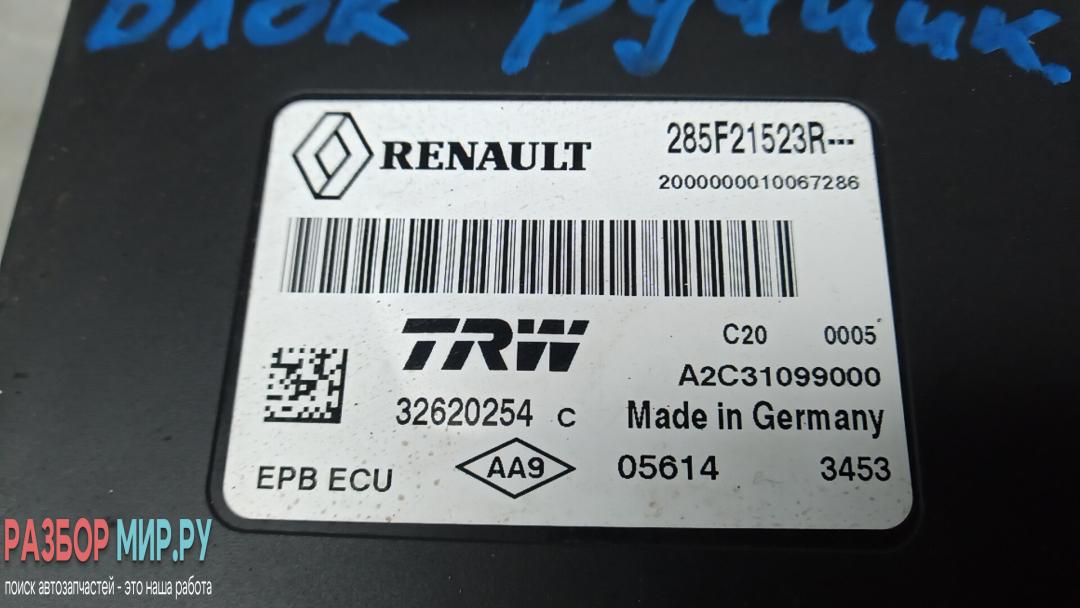 блок ручник
RENAULT
285F21523R---
2000000010067286
TRW
C20 0005
A2C31099000
32620254 C
Made in Germany
EPB ECU
AA9
05614 3453
РАЗБОР МИР.РУ
поиск автозапчастей - это наша работа